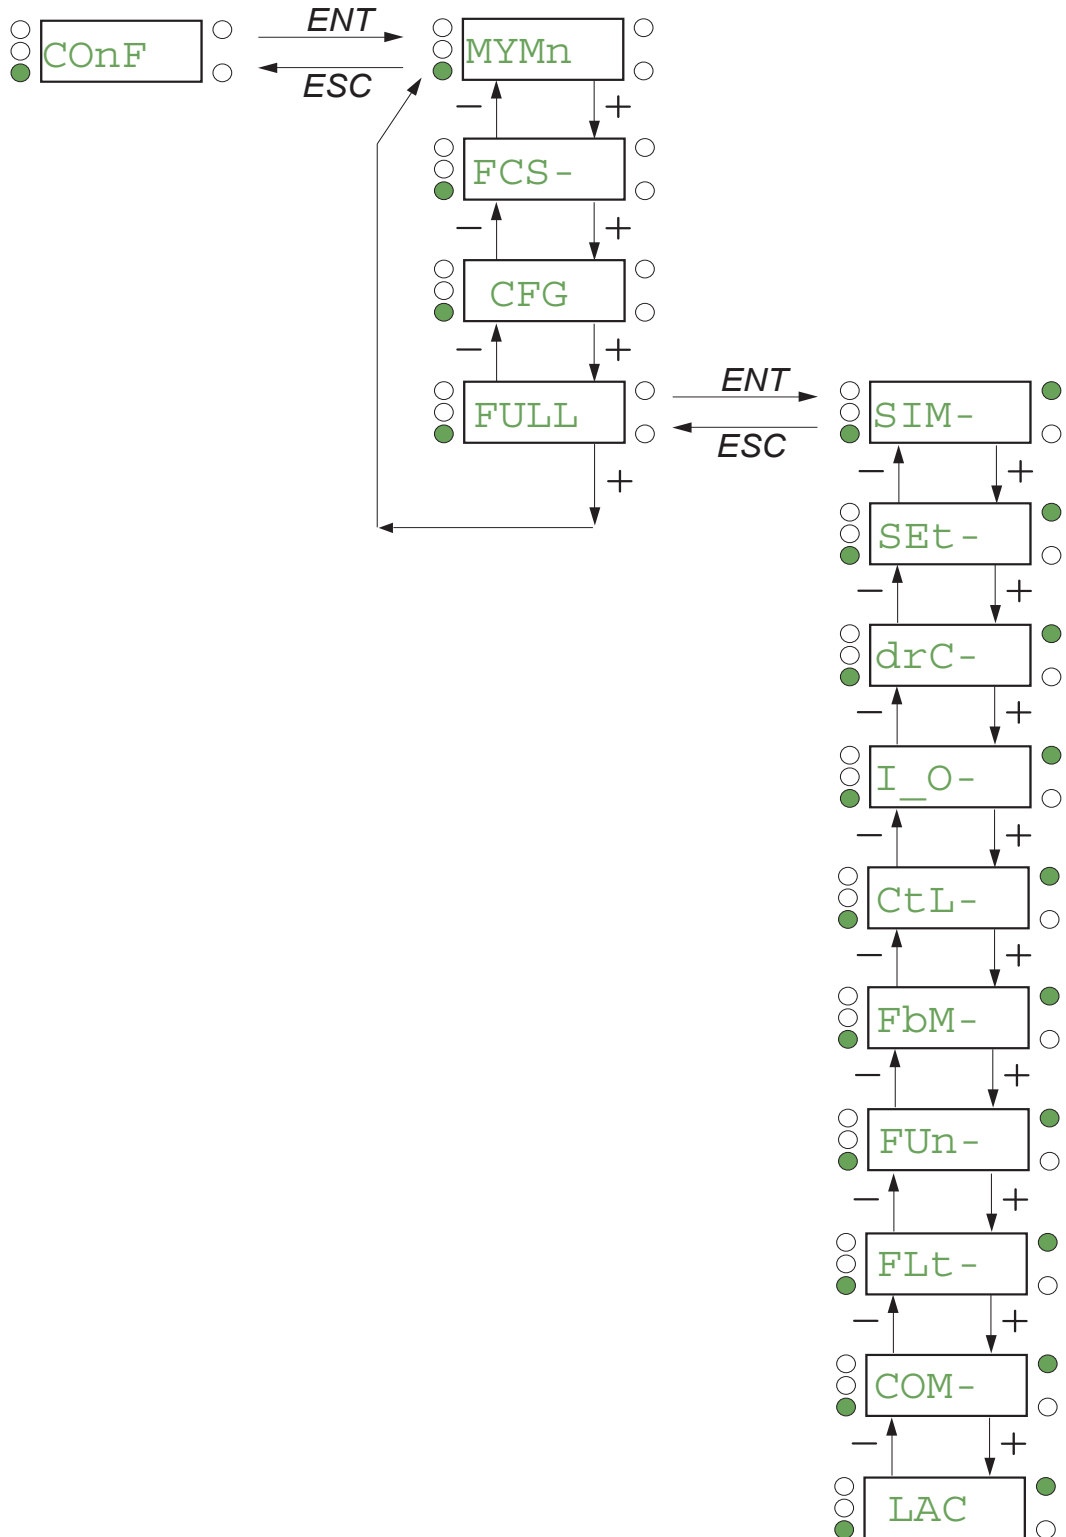 COnF
ENT
ESC
MYMn
— +
FCS-
— +
CFG
— +
FULL
ENT
ESC
+
SIM-
— +
SEt-
— +
drC-
— +
I_O-
— +
CtL-
— +
FbM-
— +
FUn-
— +
FLt-
— +
COM-
— +
LAC